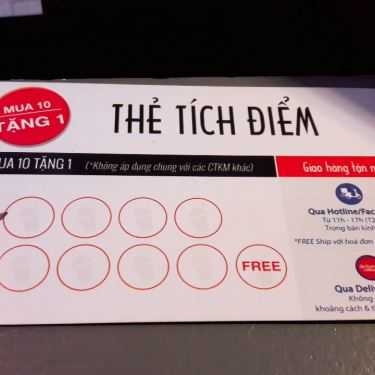 MUA 10
TẶNG 1
THẺ TÍCH ĐIỂM
UA 10 TẶNG 1 (*Không áp dụng chung với các CTKM khác)
Giao hàng tận n
Qua Hotline/Fac
Từ 11h - 17h (T2
Trong bán kính
*FREE Ship với hoá đơn
FREE
Qua Deliv
Không
khoảng cách &